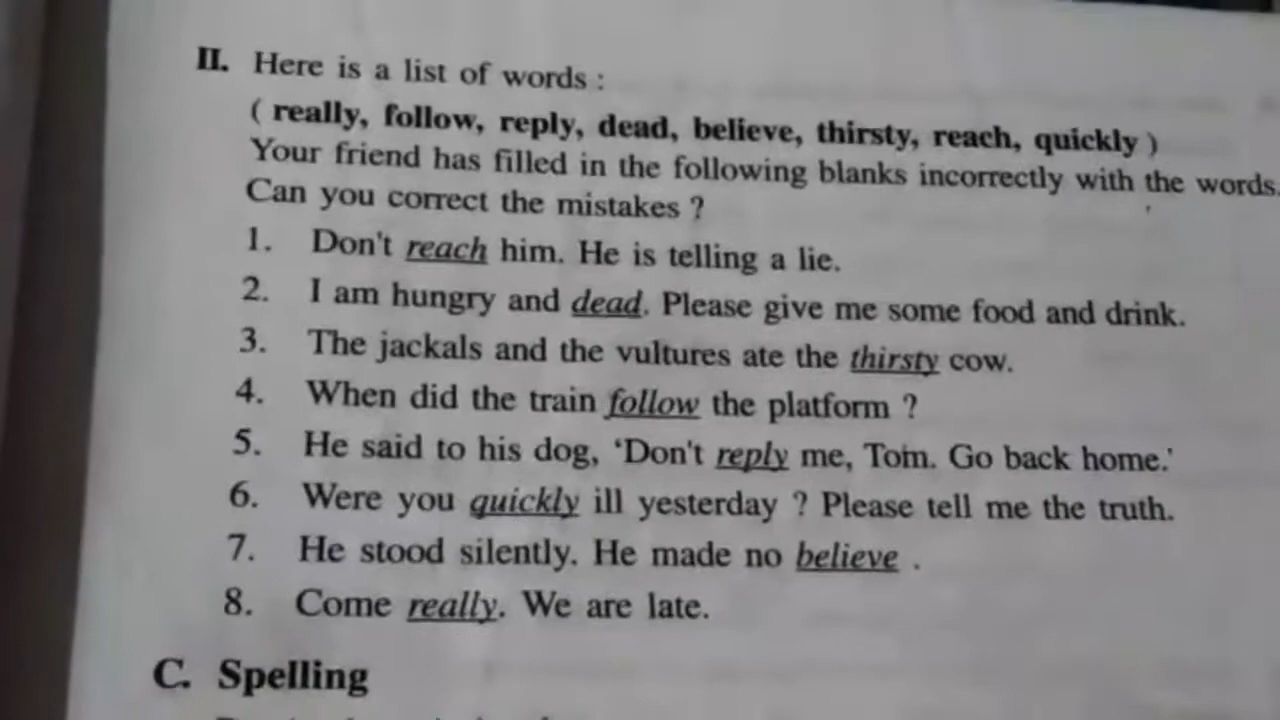 II. Here is a list of words :
( really, follow, reply, dead, believe, thirsty, reach, quickly )
Your friend has filled in the following blanks incorrectly with the words.
Can you correct the mistakes ?
1. Don't reach him. He is telling a lie.
2. I am hungry and dead. Please give me some food and drink.
3. The jackals and the vultures ate the thirsty cow.
4. When did the train follow the platform ?
5. He said to his dog, 'Don't reply me, Tom. Go back home.'
6. Were you quickly ill yesterday ? Please tell me the truth.
7. He stood silently. He made no believe .
8. Come really. We are late.
C. Spelling